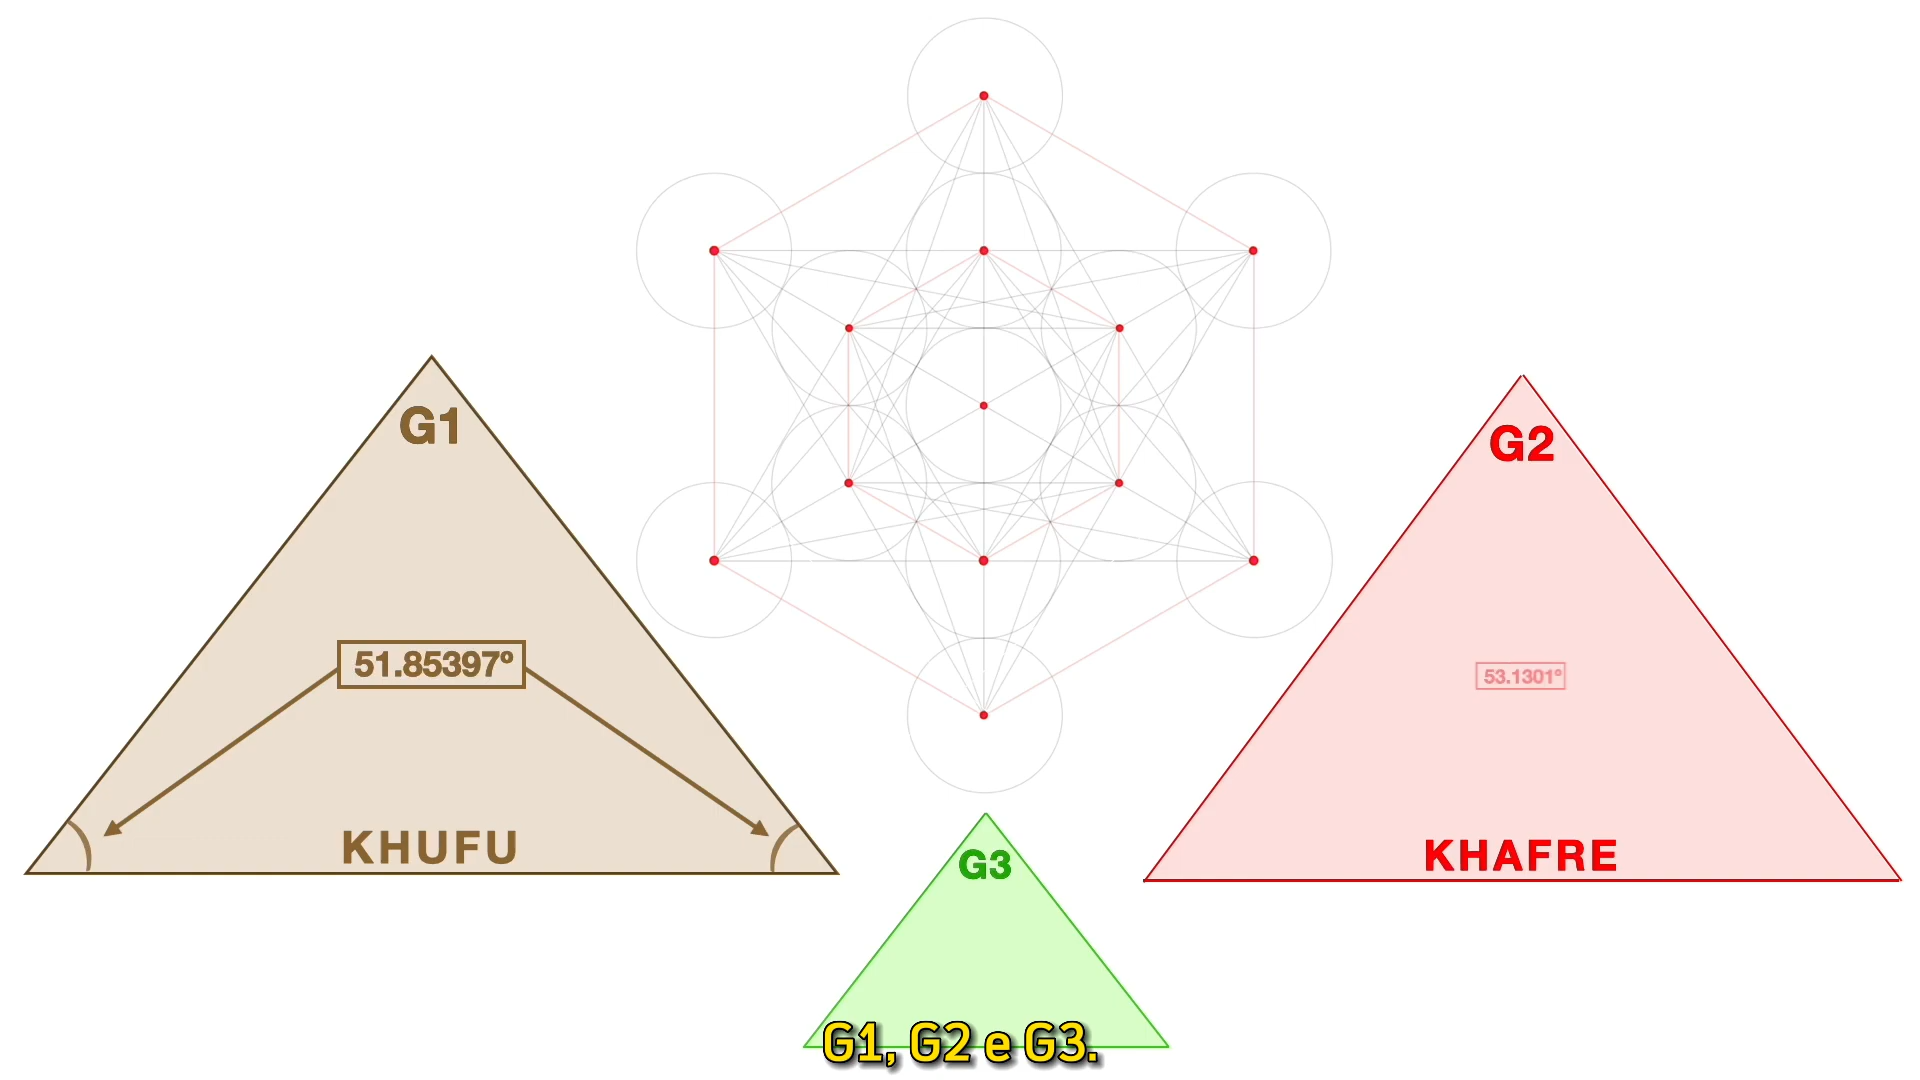 G1
51.85397º
KHUFU
G2
53.1301º
KHAFRE
G3
G1, G2 e G3.